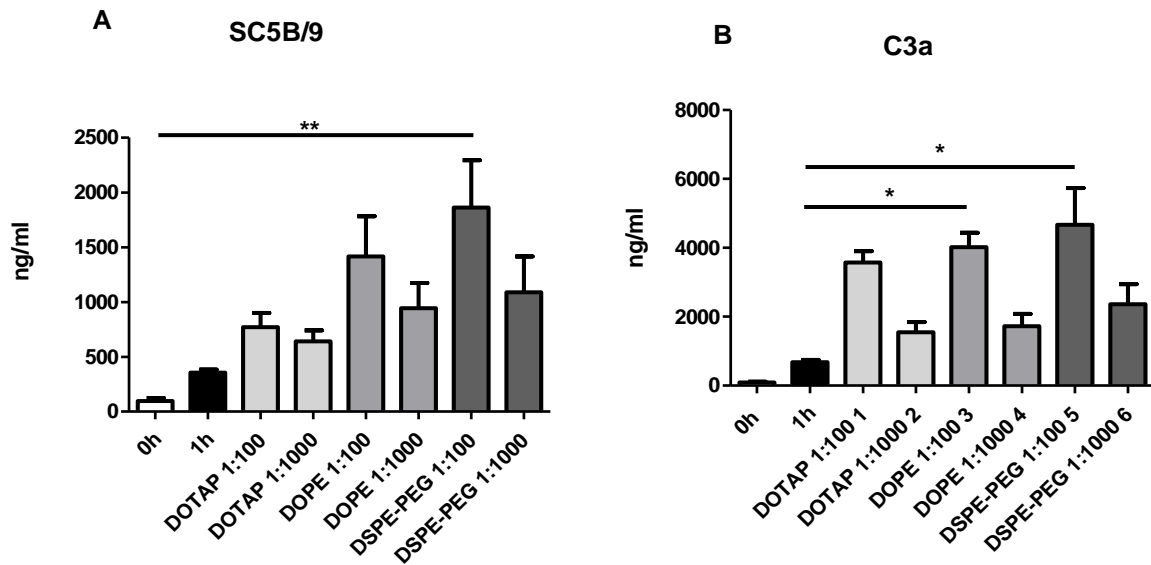 A
SC5B/9
**
2500
2000
1500
1000
500
0
ng/ml
0h
1h
DOTAP 1:100
DOTAP 1:1000
DOPE 1:100
DOPE 1:1000
DSPE-PEG 1:100
DSPE-PEG 1:1000
B
C3a
*
*
8000
6000
4000
2000
0
ng/ml
0h
1h
DOTAP 1:100 1
DOTAP 1:1000 2
DOPE 1:100 3
DOPE 1:1000 4
DSPE-PEG 1:100 5
DSPE-PEG 1:1000 6